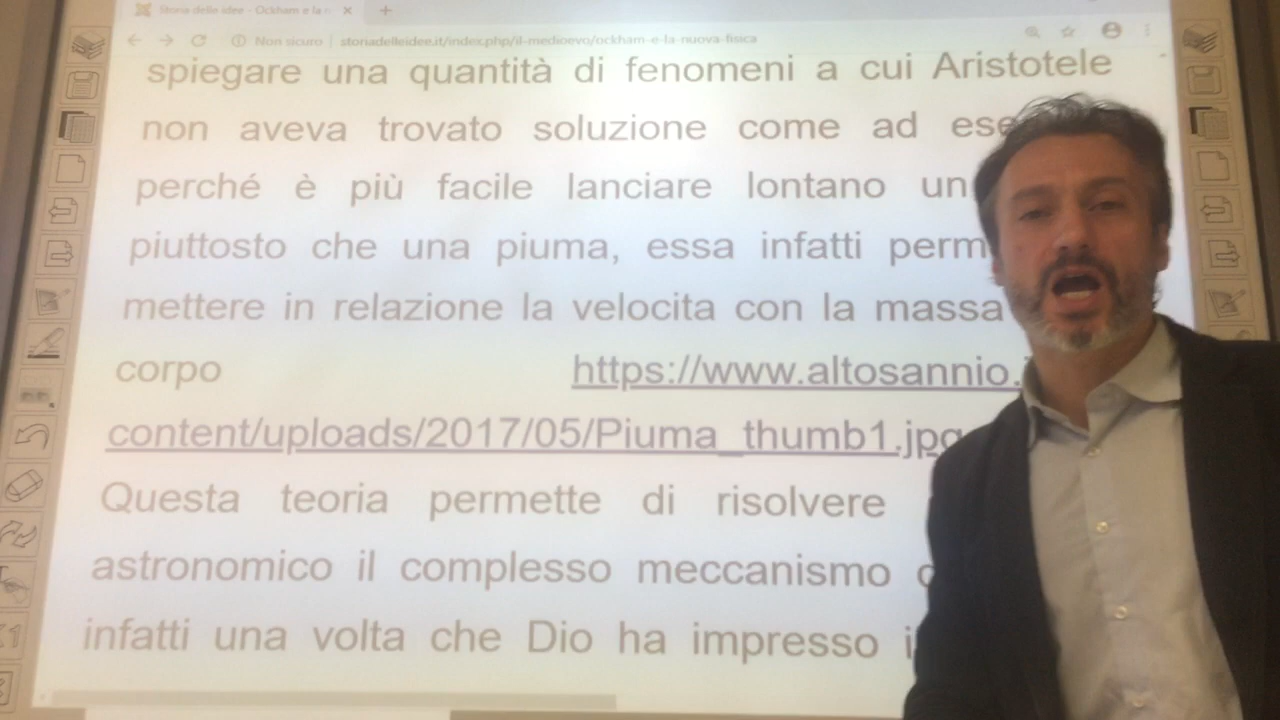 Storia delle idee - Ockham e la n
Non sicuro | storiadelleidee.it/index.php/il-medioevo/ockham-e-la-nuova-fisica
spiegare una quantità di fenomeni a cui Aristotele
non aveva trovato soluzione come ad ese
perché è più facile lanciare lontano un
piuttosto che una piuma, essa infatti perm
mettere in relazione la velocita con la massa
corpo https://www.altosannio.
content/uploads/2017/05/Piuma_thumb1.jpg
Questa teoria permette di risolvere
astronomico il complesso meccanismo
infatti una volta che Dio ha impresso i